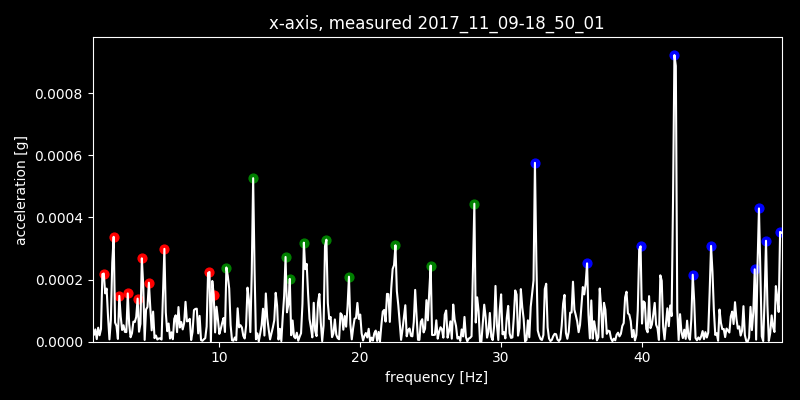 x-axis, measured 2017_11_09-18_50_01
0.0008
0.0006
0.0004
0.0002
0.0000
acceleration [g]
10 20 30 40
frequency [Hz]